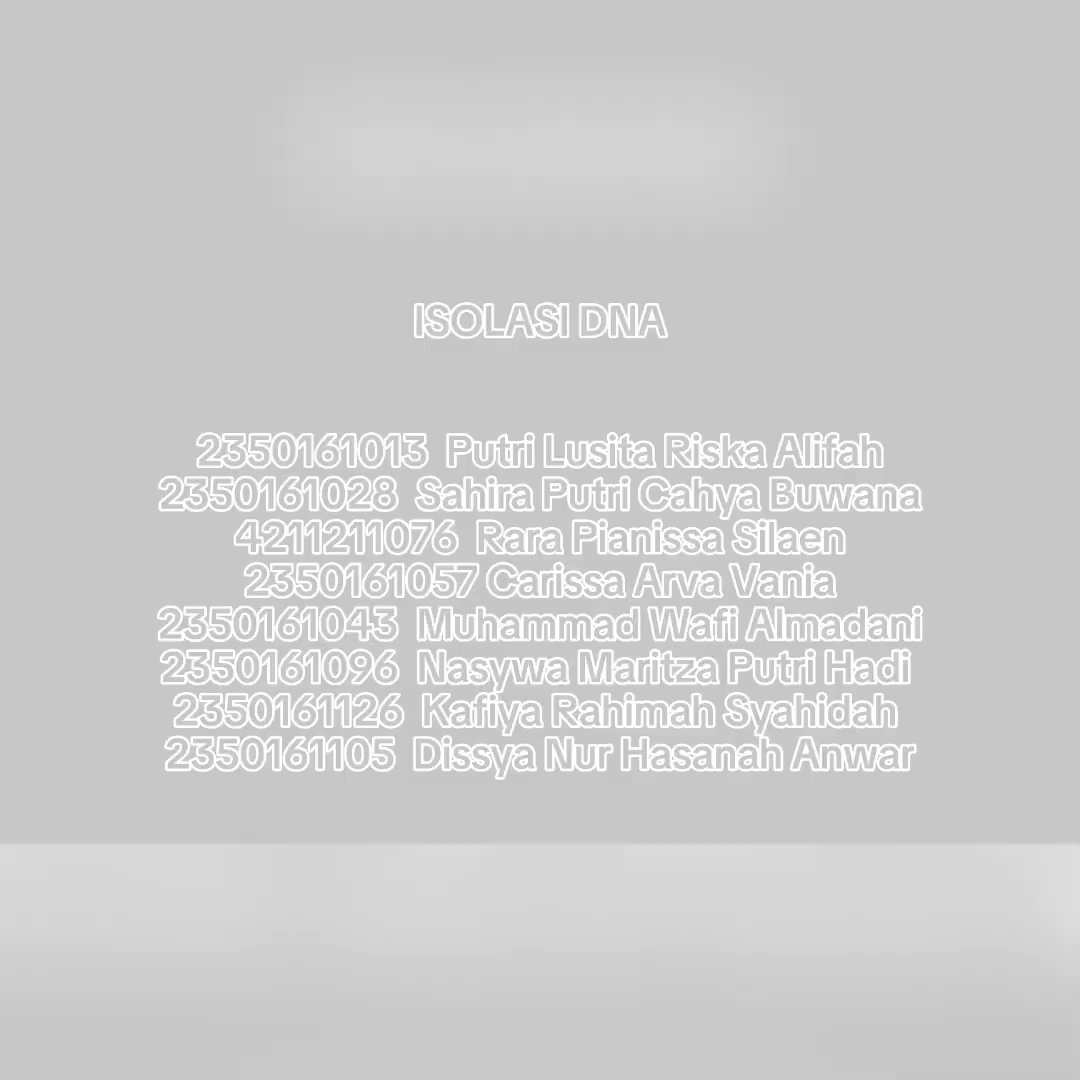 ISOLASI DNA
2350161013 Putri Lusita Riska Alifah
2350161028 Sahira Putri Cahya Buwana
4211211076 Rara Pianissa Silaen
2350161057 Carissa Arva Vania
2350161043 Muhammad Wafi Almadani
2350161096 Nasywa Maritza Putri Hadi
2350161126 Kafiya Rahimah Syahidah
2350161105 Dissya Nur Hasanah Anwar